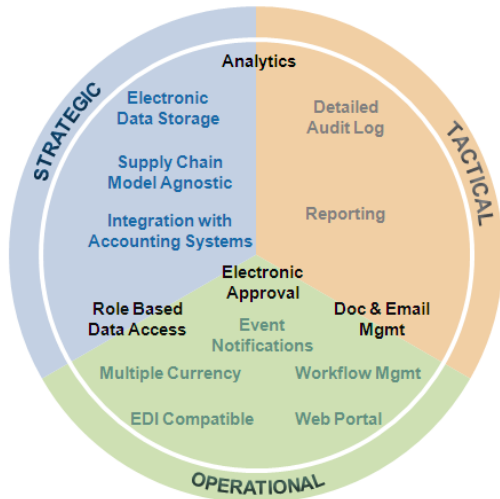 Analytics
STRATEGIC
Electronic
Data Storage
Supply Chain
Model Agnostic
Integration with
Accounting Systems
TACTICAL
Detailed
Audit Log
Reporting
Electronic
Approval
Role Based
Data Access
Doc & Email
Mgmt
Event
Notifications
Multiple Currency
Workflow Mgmt
EDI Compatible
Web Portal
OPERATIONAL